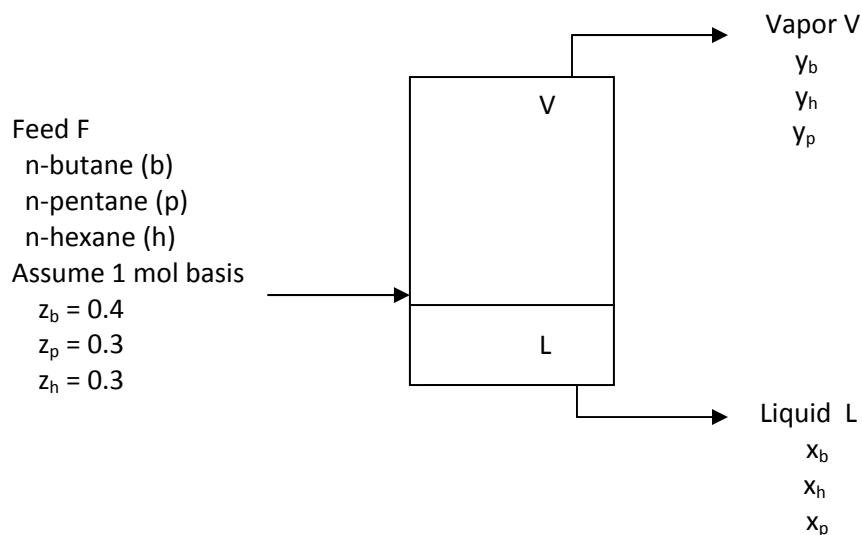 Feed F
n-butane (b)
n-pentane (p)
n-hexane (h)
Assume 1 mol basis
z_b = 0.4
z_p = 0.3
z_h = 0.3
V
L
Vapor V
y_b
y_h
y_p
Liquid L
x_b
x_h
x_p